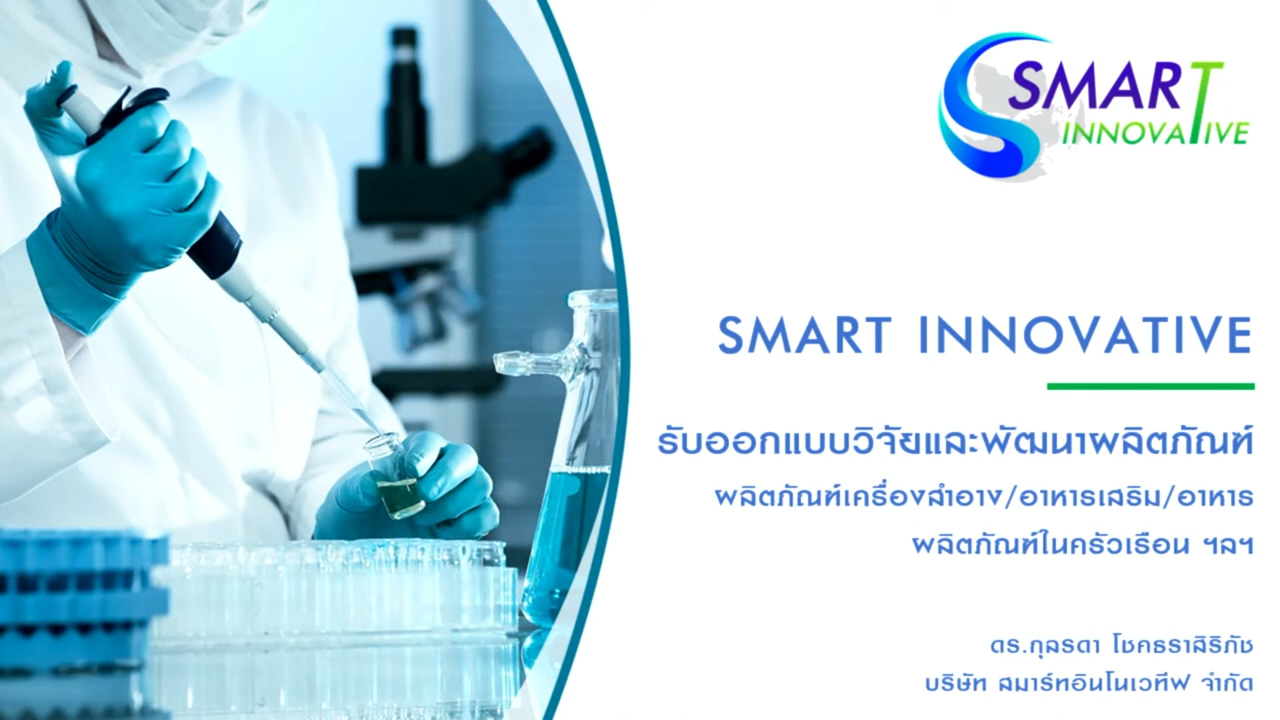 SMART
INNOVATIVE
SMART INNOVATIVE
รับออกแบบวิจัยและพัฒนาผลิตภัณฑ์
ผลิตภัณฑ์เครื่องสำอาง/อาหารเสริม/อาหาร
ผลิตภัณฑ์ในครัวเรือน ฯลฯ
ดร.กุลรดา โชคธราสิริภัช
บริษัท สมาร์ทอินโนเวทีฟ จำกัด